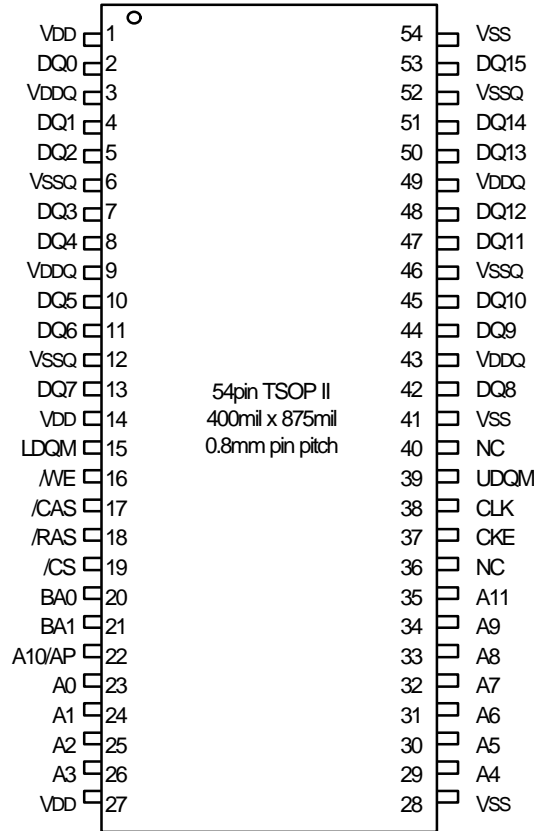 VDD 1 54 VSS
DQ0 2 53 DQ15
VDDQ 3 52 VSSQ
DQ1 4 51 DQ14
DQ2 5 50 DQ13
VSSQ 6 49 VDDQ
DQ3 7 48 DQ12
DQ4 8 47 DQ11
VDDQ 9 46 VSSQ
DQ5 10 45 DQ10
DQ6 11 44 DQ9
VSSQ 12 43 VDDQ
DQ7 13 54pin TSOP II 42 DQ8
VDD 14 400mil x 875mil 41 VSS
LDQM 15 0.8mm pin pitch 40 NC
/WE 16 39 UDQM
/CAS 17 38 CLK
/RAS 18 37 CKE
/CS 19 36 NC
BA0 20 35 A11
BA1 21 34 A9
A10/AP 22 33 A8
A0 23 32 A7
A1 24 31 A6
A2 25 30 A5
A3 26 29 A4
VDD 27 28 VSS